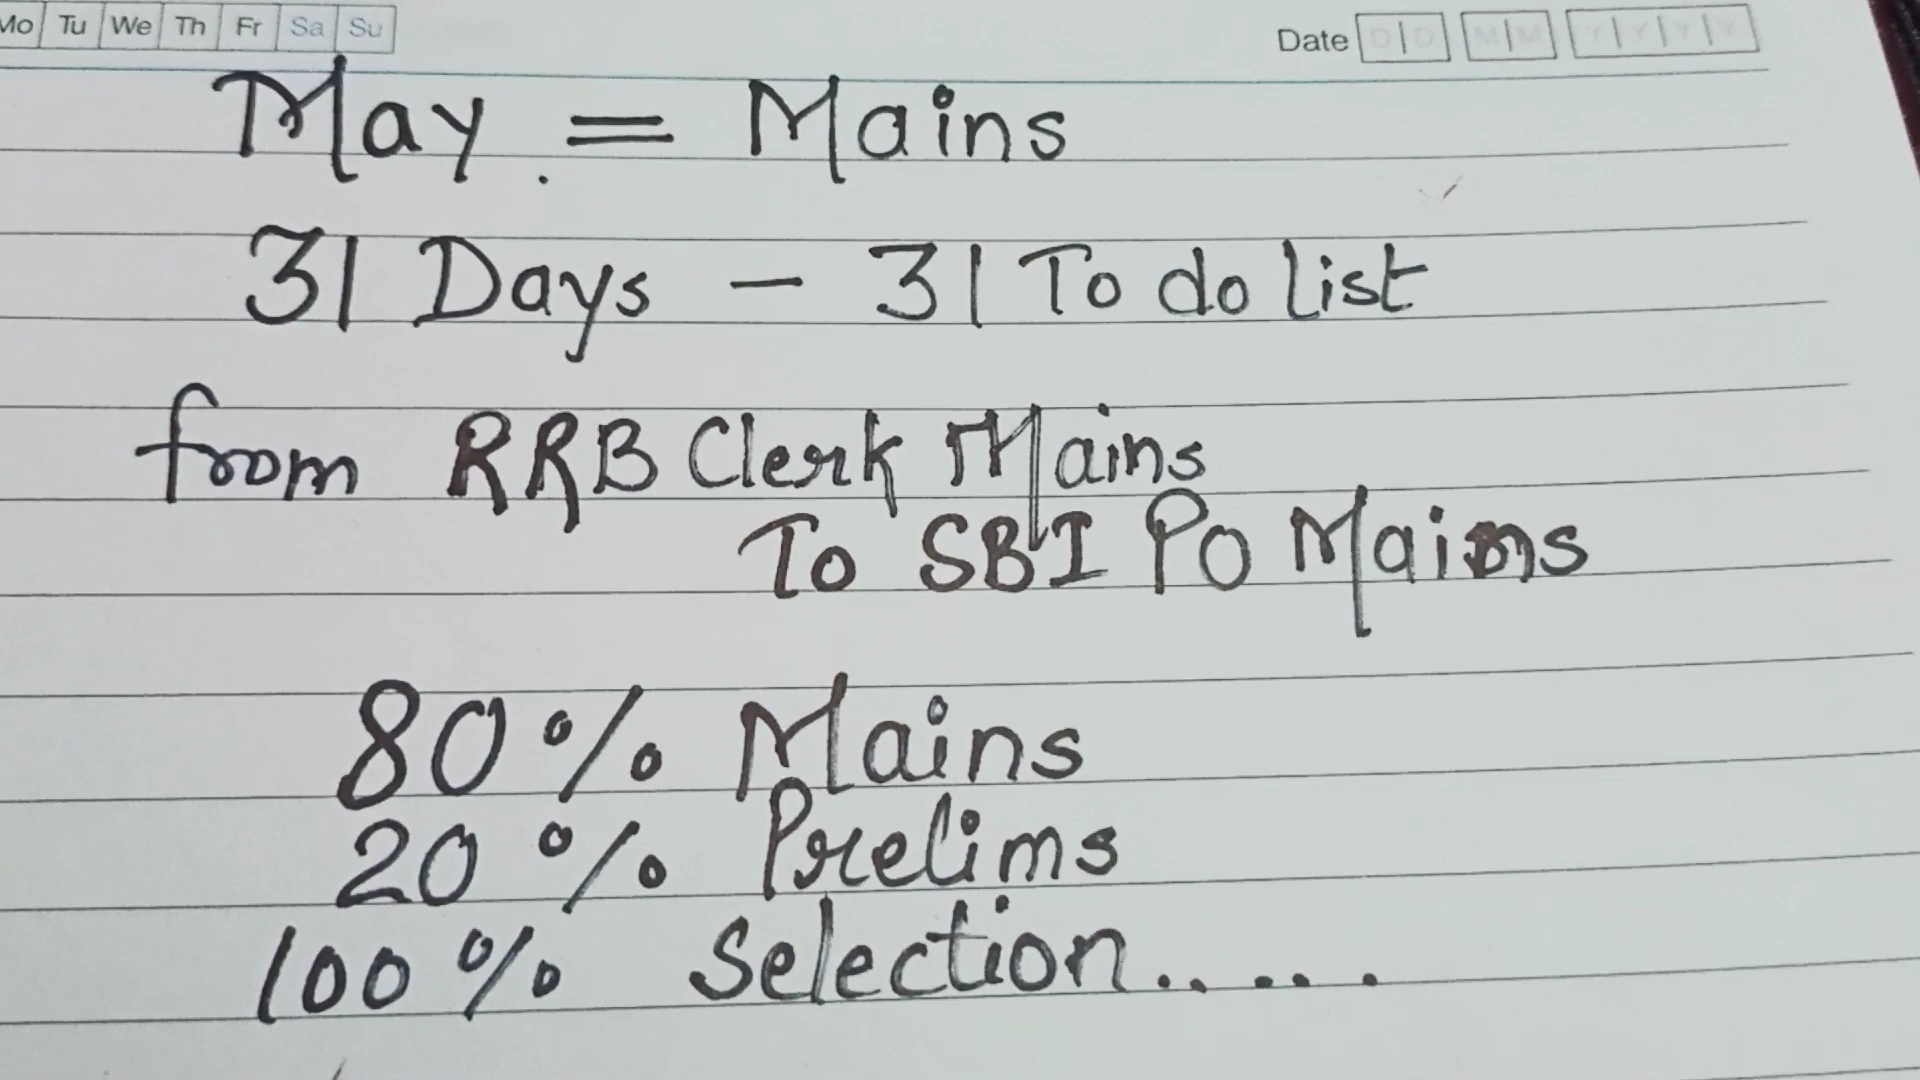 Mo Tu We Th Fr Sa Su
Date D D M M Y Y Y Y
May = Mains
31 Days - 31 To do list
from RRB Clerk Mains
To SBI PO Mains
80% Mains
20% Prelims
100% Selection.....